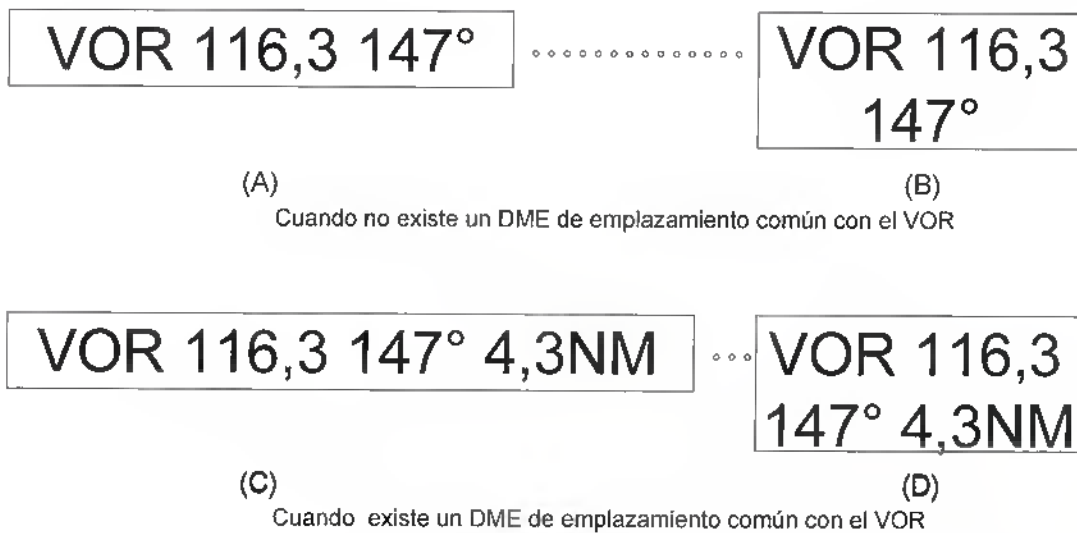 VOR 116,3 147°
VOR 116,3
147°
(A)
(B)
Cuando no existe un DME de emplazamiento común con el VOR
VOR 116,3 147° 4,3NM
VOR 116,3
147° 4,3NM
(C)
(D)
Cuando existe un DME de emplazamiento común con el VOR